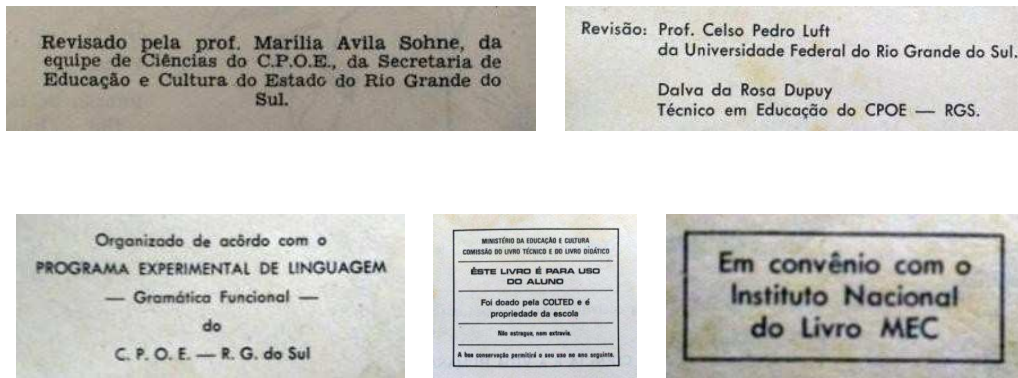 Revisado pela prof. Marília Avila Sohne, da
equipe de Ciências do C.P.O.E., da Secretaria de
Educação e Cultura do Estado do Rio Grande do
Sul.
Revisão: Prof. Celso Pedro Luft
da Universidade Federal do Rio Grande do Sul.
Dalva da Rosa Dupuy
Técnico em Educação do CPOE — RGS.
Organizado de acôrdo com o
PROGRAMA EXPERIMENTAL DE LINGUAGEM
— Gramática Funcional —
do
C. P. O. E. — R. G. do Sul
MINISTÉRIO DA EDUCAÇÃO E CULTURA
COMISSÃO DO LIVRO TÉCNICO E DO LIVRO DIDÁTICO
ÊSTE LIVRO É PARA USO
DO ALUNO
Foi doado pela COLTED e é
propriedade da escola
Não estrague, nem extravie.
A boa conservação permitirá o seu uso no ano seguinte.
Em convênio com o
Instituto Nacional
do Livro MEC